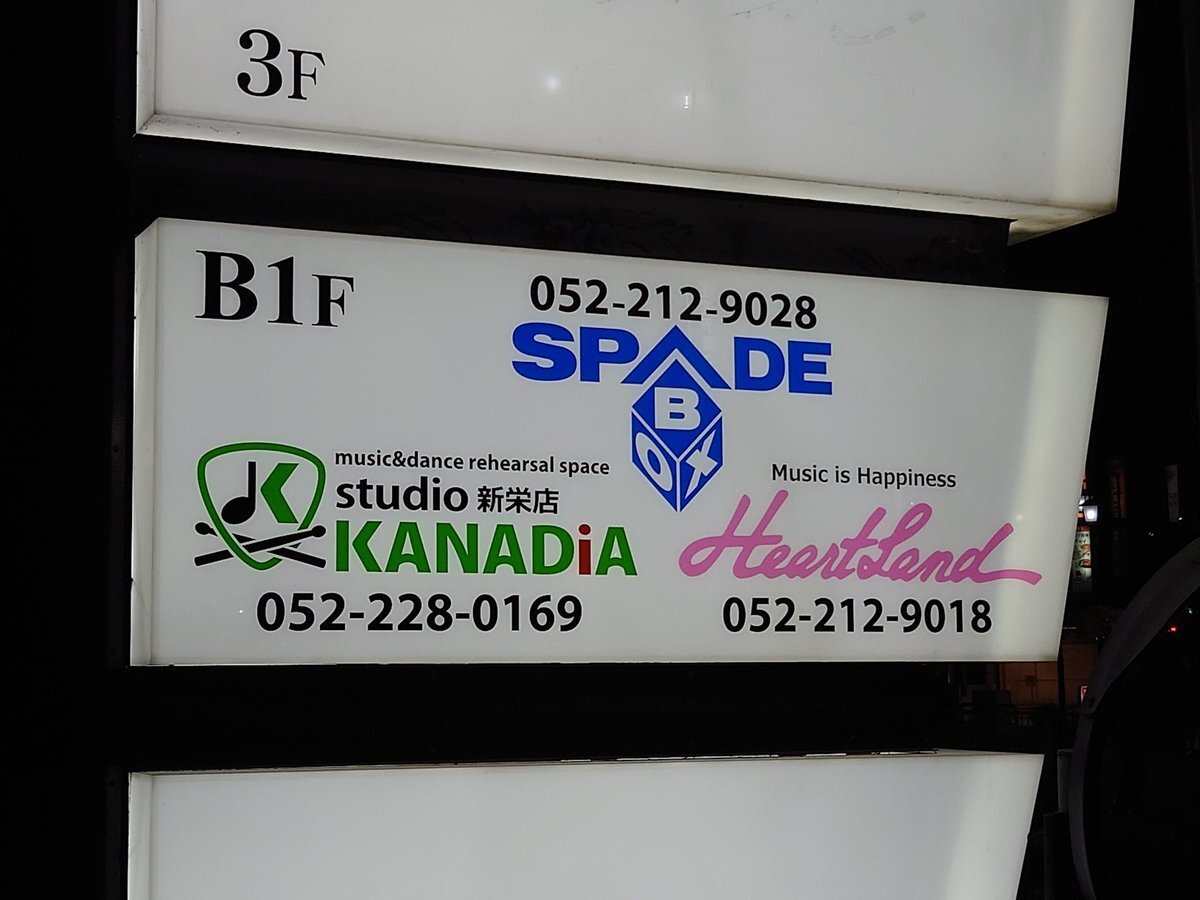 3F
B1F
052-212-9028
SPADE
BOX
music&dance rehearsal space
studio 新栄店
KANADiA
052-228-0169
Music is Happiness
HeartLand
052-212-9018